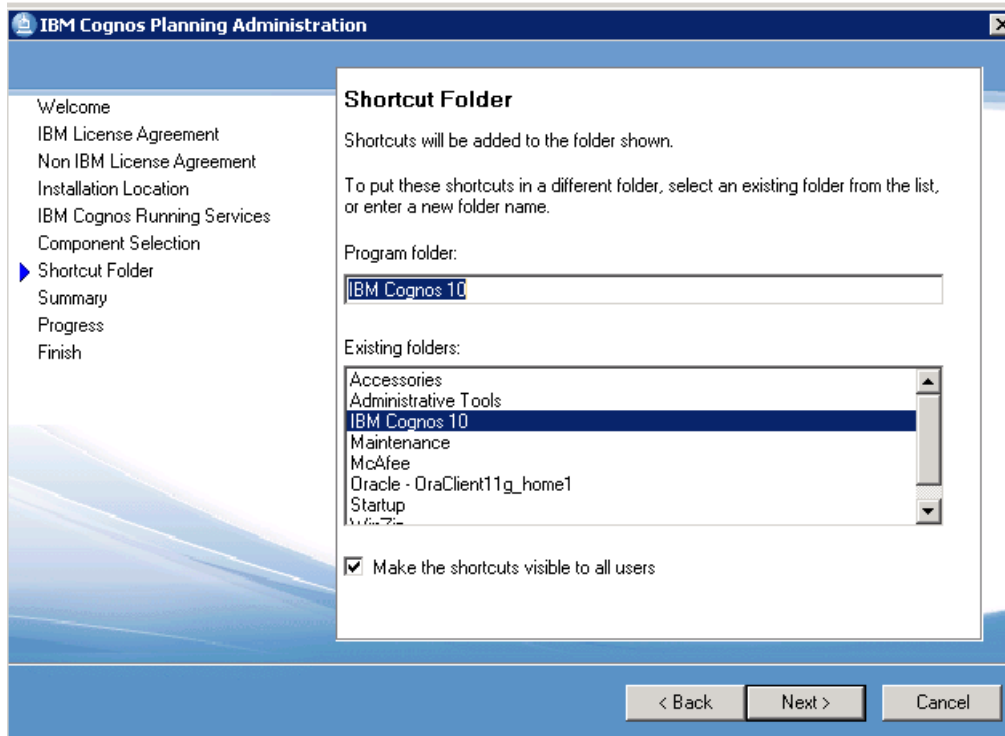 IBM Cognos Planning Administration
Welcome
IBM License Agreement
Non IBM License Agreement
Installation Location
IBM Cognos Running Services
Component Selection
Shortcut Folder
Summary
Progress
Finish
Shortcut Folder
Shortcuts will be added to the folder shown.
To put these shortcuts in a different folder, select an existing folder from the list,
or enter a new folder name.
Program folder:
IBM Cognos 10
Existing folders:
Accessories
Administrative Tools
IBM Cognos 10
Maintenance
McAfee
Oracle - OraClient11g_home1
Startup
WinZip
Make the shortcuts visible to all users
< Back
Next >
Cancel